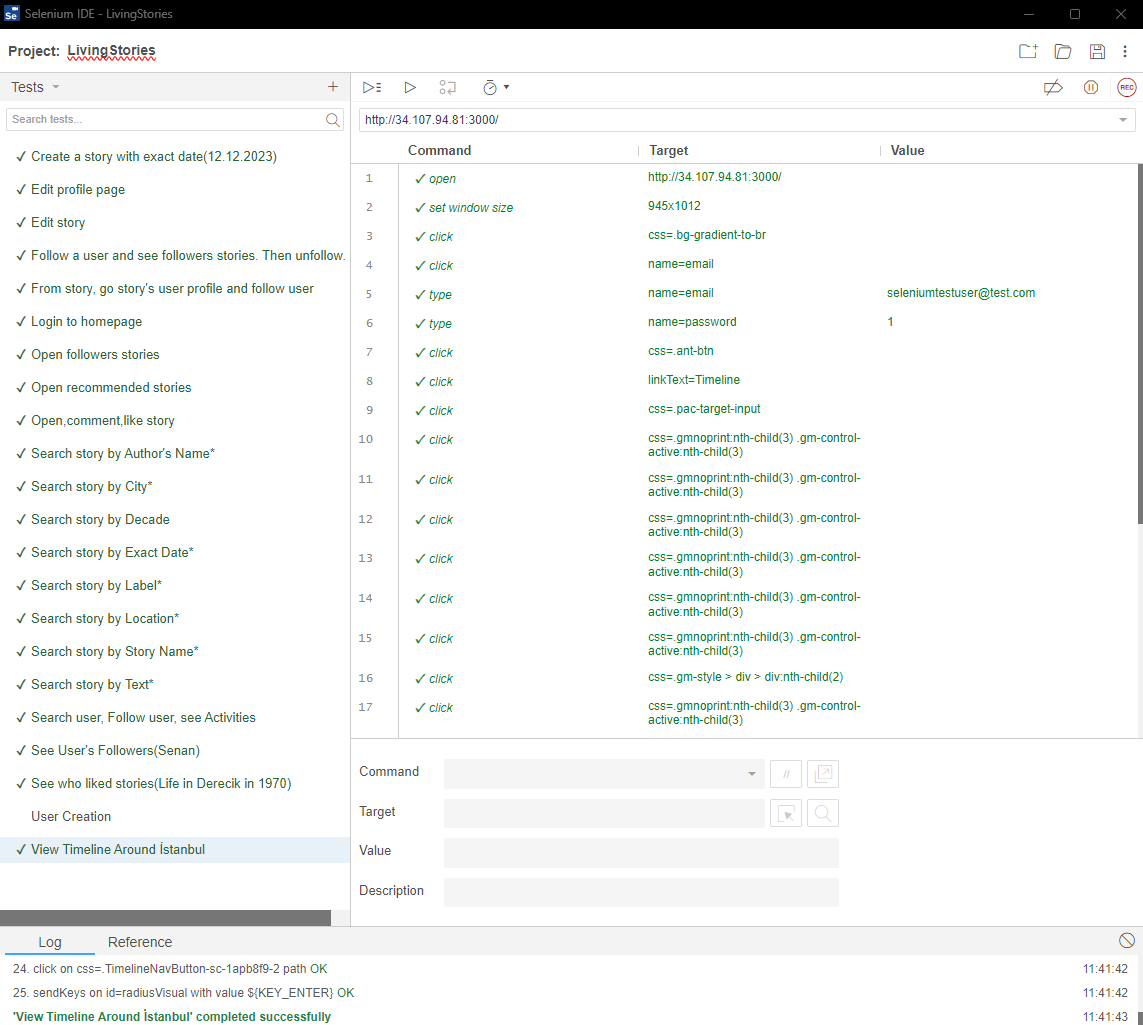 Se Selenium IDE - LivingStories
Project: LivingStories
Tests
Search tests...
✓ Create a story with exact date(12.12.2023)
✓ Edit profile page
✓ Edit story
✓ Follow a user and see followers stories. Then unfollow.
✓ From story, go story's user profile and follow user
✓ Login to homepage
✓ Open followers stories
✓ Open recommended stories
✓ Open,comment,like story
✓ Search story by Author's Name*
✓ Search story by City*
✓ Search story by Decade
✓ Search story by Exact Date*
✓ Search story by Label*
✓ Search story by Location*
✓ Search story by Story Name*
✓ Search story by Text*
✓ Search user, Follow user, see Activities
✓ See User's Followers(Senan)
✓ See who liked stories(Life in Derecik in 1970)
User Creation
✓ View Timeline Around İstanbul
REC
http://34.107.94.81:3000/
Command Target Value
1 ✓ open http://34.107.94.81:3000/
2 ✓ set window size 945x1012
3 ✓ click css=.bg-gradient-to-br
4 ✓ click name=email
5 ✓ type name=email seleniumtestuser@test.com
6 ✓ type name=password 1
7 ✓ click css=.ant-btn
8 ✓ click linkText=Timeline
9 ✓ click css=.pac-target-input
10 ✓ click css=.gmnoprint:nth-child(3) .gm-control-
active:nth-child(3)
11 ✓ click css=.gmnoprint:nth-child(3) .gm-control-
active:nth-child(3)
12 ✓ click css=.gmnoprint:nth-child(3) .gm-control-
active:nth-child(3)
13 ✓ click css=.gmnoprint:nth-child(3) .gm-control-
active:nth-child(3)
14 ✓ click css=.gmnoprint:nth-child(3) .gm-control-
active:nth-child(3)
15 ✓ click css=.gmnoprint:nth-child(3) .gm-control-
active:nth-child(3)
16 ✓ click css=.gm-style > div > div:nth-child(2)
17 ✓ click css=.gmnoprint:nth-child(3) .gm-control-
active:nth-child(3)
Command //
Target
Value
Description
Log Reference
24. click on css=.TimelineNavButton-sc-1apb8f9-2 path OK 11:41:42
25. sendKeys on id=radiusVisual with value ${KEY_ENTER} OK 11:41:42
'View Timeline Around İstanbul' completed successfully 11:41:43